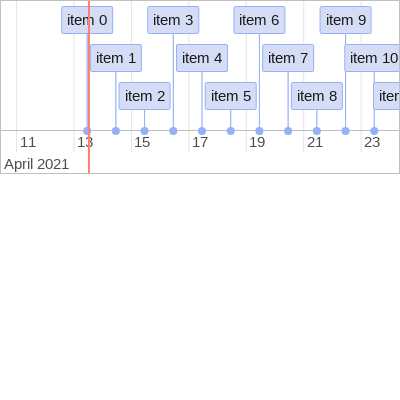 item 0 item 3 item 6 item 9
item 1 item 4 item 7 item 10
item 2 item 5 item 8
11 13 15 17 19 21 23
April 2021